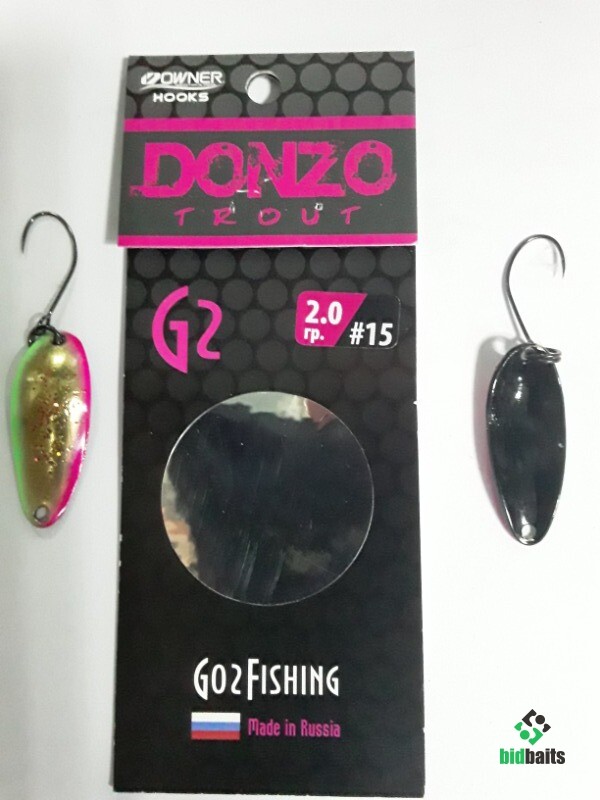 OWNER
HOOKS
DONZO
TROUT
G2
2.0
гр.
#15
GO2FISHING
Made in Russia
bidbaits